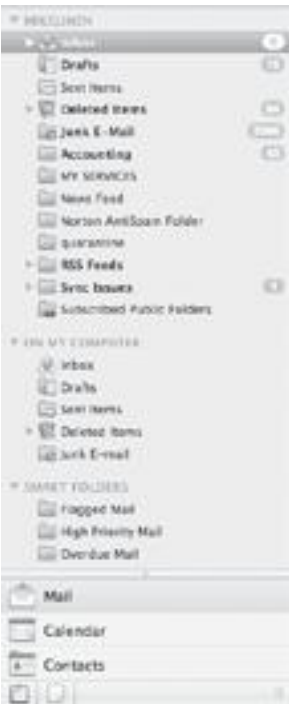 Inbox
Drafts
Sent Items
Deleted Items
Junk E-Mail
Accounting
MY SERVICES
News Feed
Norton AntiSpam Folder
quarantine
RSS Feeds
Sync Issues
Subscribed Public Folders
ON MY COMPUTER
Inbox
Drafts
Sent Items
Deleted Items
Junk E-mail
SMART FOLDERS
Flagged Mail
High Priority Mail
Overdue Mail
Mail
Calendar
Contacts